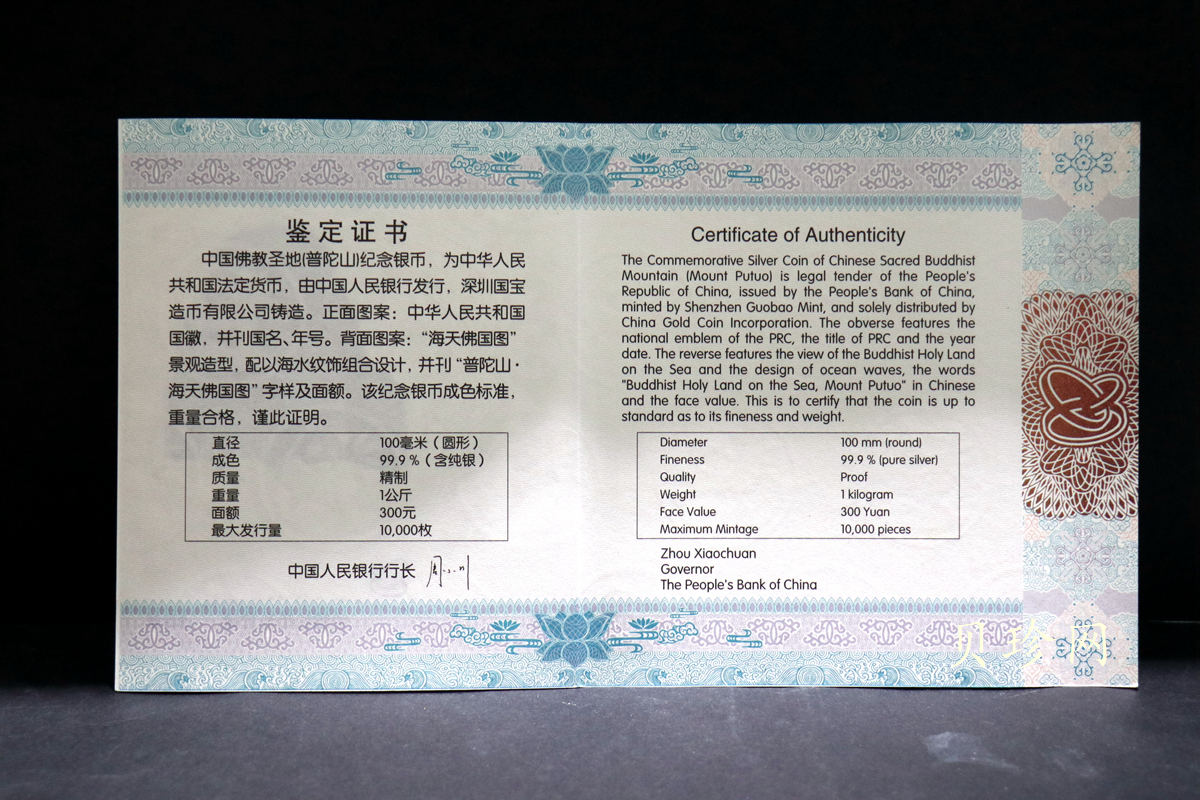 鉴定证书
中国佛教圣地(普陀山)纪念银币，为中华人民
共和国法定货币，由中国人民银行发行，深圳国宝
造币有限公司铸造。正面图案：中华人民共和国
国徽，并刊国名、年号。背面图案：“海天佛国图”
景观造型，配以海水纹饰组合设计，并刊“普陀山·
海天佛国图”字样及面额。该纪念银币成色标准，
重量合格，谨此证明。
直径 100毫米（圆形）
成色 99.9 %（含纯银）
质量 精制
重量 1公斤
面额 300元
最大发行量 10,000枚
中国人民银行行长
Certificate of Authenticity
The Commemorative Silver Coin of Chinese Sacred Buddhist
Mountain (Mount Putuo) is legal tender of the People's
Republic of China, issued by the People's Bank of China,
minted by Shenzhen Guobao Mint, and solely distributed by
China Gold Coin Incorporation. The obverse features the
national emblem of the PRC, the title of PRC and the year
date. The reverse features the view of the Buddhist Holy Land
on the Sea and the design of ocean waves, the words
"Buddhist Holy Land on the Sea, Mount Putuo" in Chinese
and the face value. This is to certify that the coin is up to
standard as to its fineness and weight.
Diameter 100 mm (round)
Fineness 99.9 % (pure silver)
Quality Proof
Weight 1 kilogram
Face Value 300 Yuan
Maximum Mintage 10,000 pieces
Zhou Xiaochuan
Governor
The People's Bank of China
贝珍网